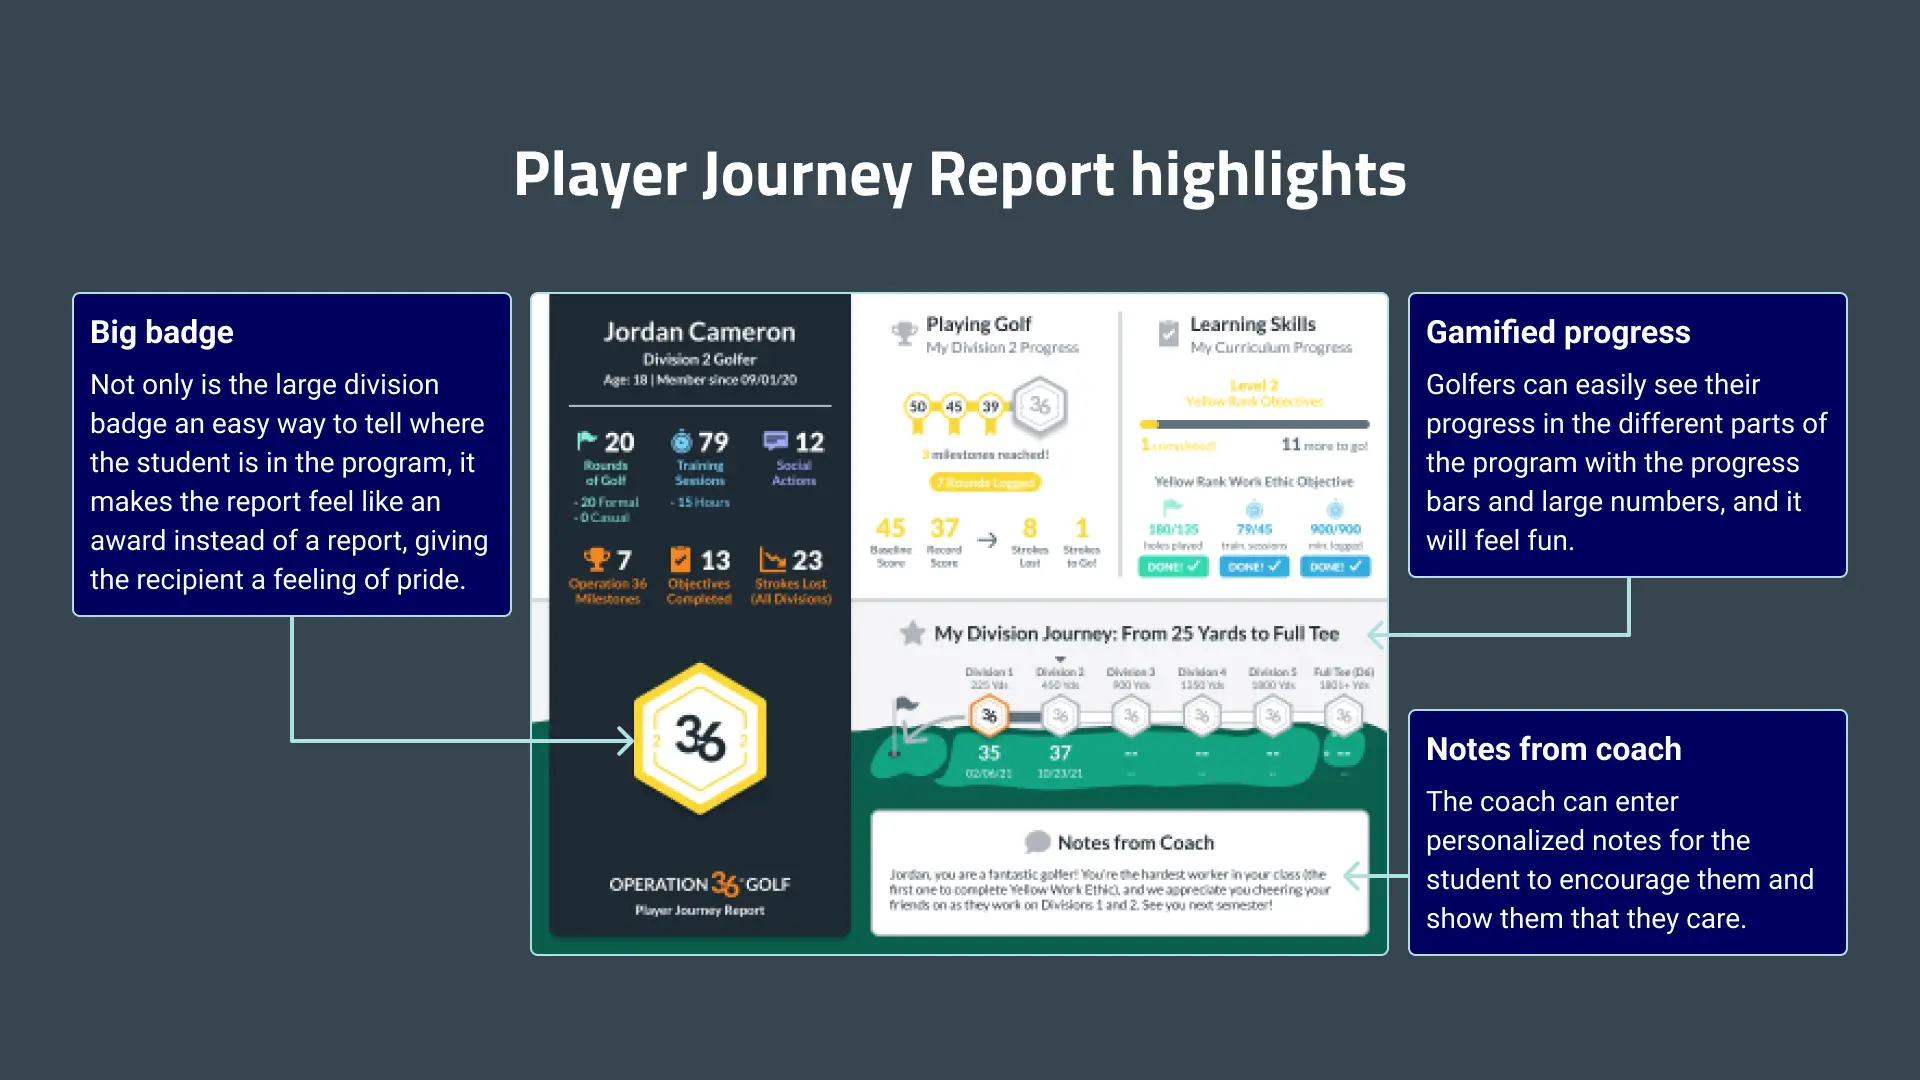 Player Journey Report highlights
Big badge
Not only is the large division
badge an easy way to tell where
the student is in the program, it
makes the report feel like an
award instead of a report, giving
the recipient a feeling of pride.
Jordan Cameron
Division 2 Golfer
Age: 18 | Member since 09/01/20
20
Rounds
of Golf
- 20 Formal
- 0 Casual
79
Training
Sessions
- 15 Hours
12
Social
Actions
7
Operation 36
Milestones
13
Objectives
Completed
23
Strokes Lost
(All Divisions)
2 36 2
OPERATION 36 GOLF
Player Journey Report
Playing Golf
My Division 2 Progress
50 45 39 36
3 milestones reached!
7 Rounds Logged
45
Baseline
Score
37
Record
Score
8
Strokes
Lost
1
Strokes
to Go!
Learning Skills
My Curriculum Progress
Level 2
Yellow Rank Objectives
1 completed!
11 more to go!
Yellow Rank Work Ethic Objective
180/135
holes played
DONE!
79/45
train. sessions
DONE!
900/900
min. logged
DONE!
My Division Journey: From 25 Yards to Full Tee
Division 1 Division 2 Division 3 Division 4 Division 5 Full Tee (D6)
225 Yds 450 Yds 900 Yds 1350 Yds 1800 Yds 1801+ Yds
36 36 36 36 36 36
35 37 -- -- -- --
02/06/21 10/23/21 -- -- -- --
Notes from Coach
Jordan, you are a fantastic golfer! You're the hardest worker in your class (the
first one to complete Yellow Work Ethic), and we appreciate you cheering your
friends on as they work on Divisions 1 and 2. See you next semester!
Gamified progress
Golfers can easily see their
progress in the different parts of
the program with the progress
bars and large numbers, and it
will feel fun.
Notes from coach
The coach can enter
personalized notes for the
student to encourage them and
show them that they care.